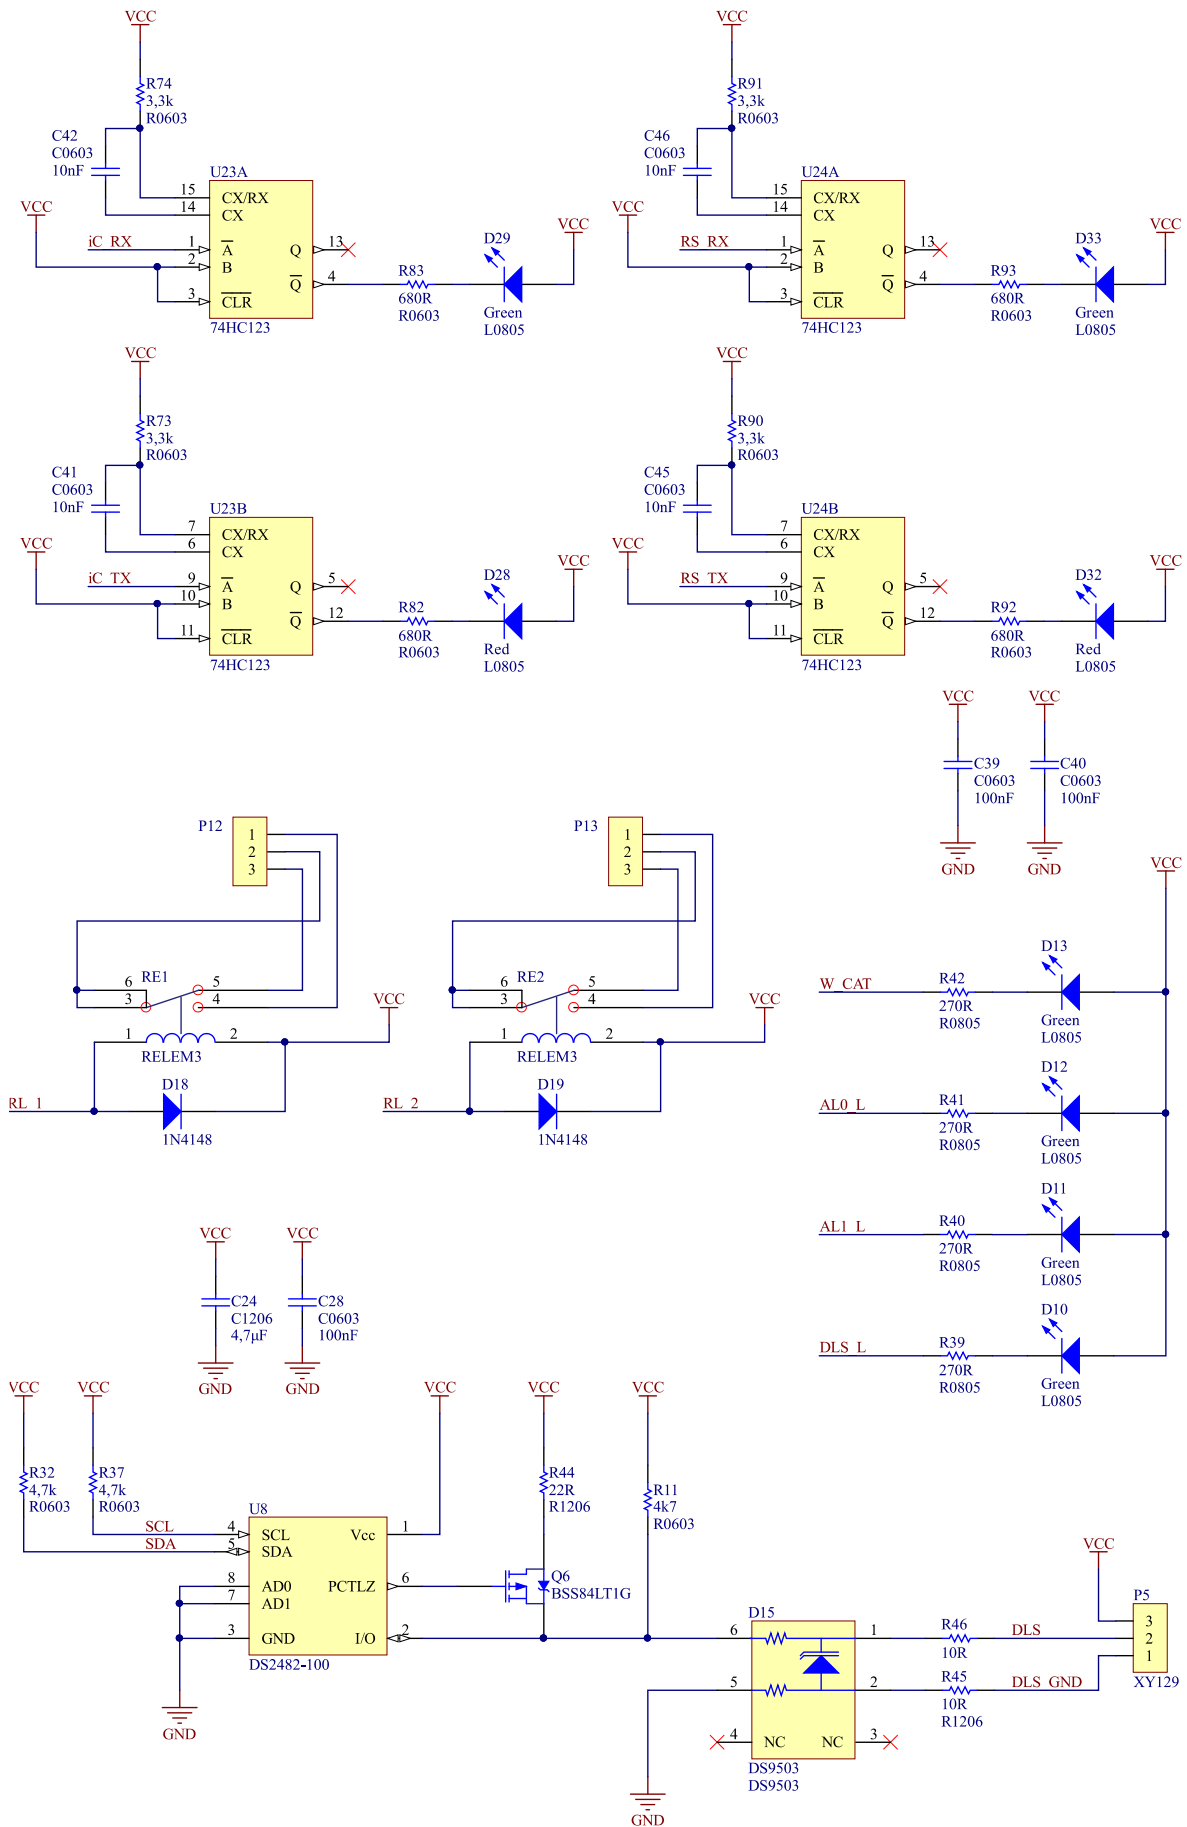 VCC
R74
3,3k
R0603
C42
C0603
10nF
U23A
15
CX/RX
14
CX
VCC
iC_RX
1
A
2
B
3
CLR
Q
13
Q
4
74HC123
R83
680R
R0603
D29
Green
L0805
VCC
VCC
R91
3,3k
R0603
C46
C0603
10nF
U24A
15
CX/RX
14
CX
VCC
RS_RX
1
A
2
B
3
CLR
Q
13
Q
4
74HC123
R93
680R
R0603
D33
Green
L0805
VCC
VCC
R73
3,3k
R0603
C41
C0603
10nF
U23B
7
CX/RX
6
CX
VCC
iC_TX
9
A
10
B
11
CLR
Q
5
Q
12
74HC123
R82
680R
R0603
D28
Red
L0805
VCC
VCC
R90
3,3k
R0603
C45
C0603
10nF
U24B
7
CX/RX
6
CX
VCC
RS_TX
9
A
10
B
11
CLR
Q
5
Q
12
74HC123
R92
680R
R0603
D32
Red
L0805
VCC
VCC
C39
C0603
100nF
GND
VCC
C40
C0603
100nF
GND
P12
1
2
3
6
RE1
5
3
4
1
2
RELEM3
VCC
D18
RL_1
1N4148
P13
1
2
3
6
RE2
5
3
4
1
2
RELEM3
VCC
D19
RL_2
1N4148
VCC
D13
W_CAT
R42
270R
R0805
Green
L0805
D12
AL0_L
R41
270R
R0805
Green
L0805
D11
AL1_L
R40
270R
R0805
Green
L0805
D10
DLS_L
R39
270R
R0805
Green
L0805
VCC
C24
C1206
4,7µF
GND
VCC
C28
C0603
100nF
GND
VCC
R32
4,7k
R0603
VCC
R37
4,7k
R0603
VCC
U8
SCL
4
SCL
SDA
5
SDA
8
AD0
7
AD1
3
GND
Vcc
1
PCTLZ
6
I/O
2
DS2482-100
GND
VCC
R44
22R
R1206
Q6
BSS84LT1G
VCC
R11
4k7
R0603
D15
6
1
5
2
4
NC
NC
3
DS9503
DS9503
GND
R46
10R
DLS
R45
10R
R1206
DLS_GND
VCC
P5
3
2
1
XY129